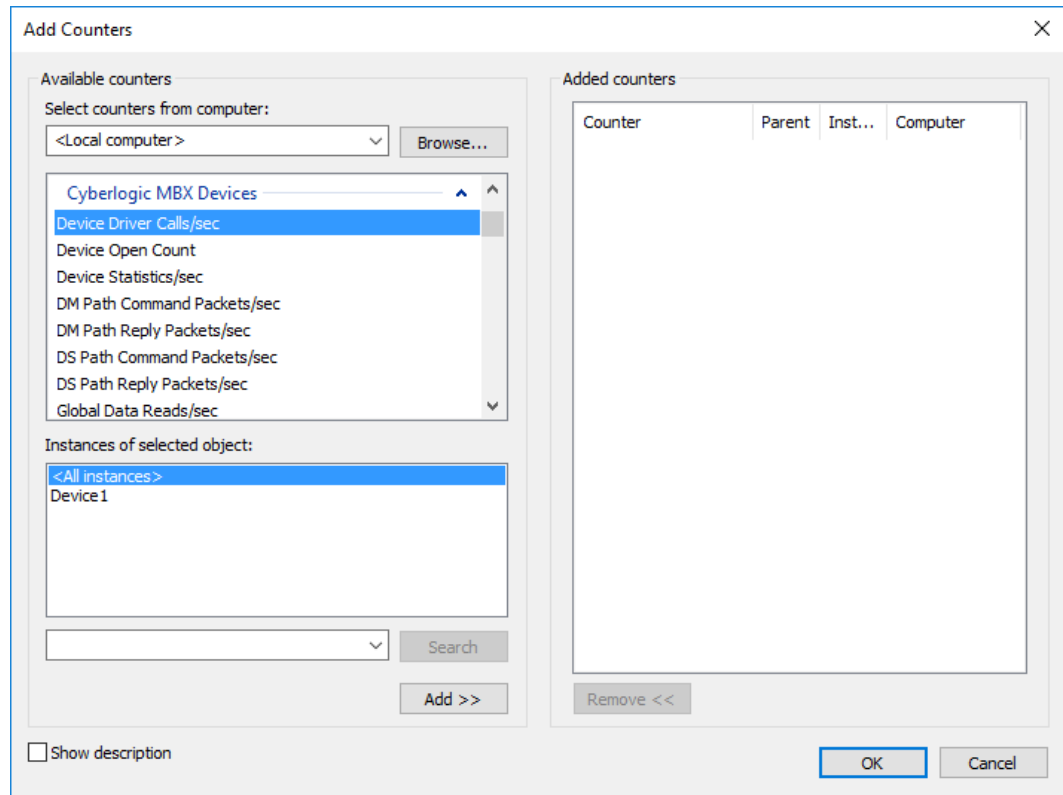 Add Counters
Available counters
Select counters from computer:
<Local computer>
Browse...
Cyberlogic MBX Devices
Device Driver Calls/sec
Device Open Count
Device Statistics/sec
DM Path Command Packets/sec
DM Path Reply Packets/sec
DS Path Command Packets/sec
DS Path Reply Packets/sec
Global Data Reads/sec
Instances of selected object:
<All instances>
Device1
Search
Add >>
Show description
Added counters
Counter Parent Inst... Computer
Remove <<
OK Cancel